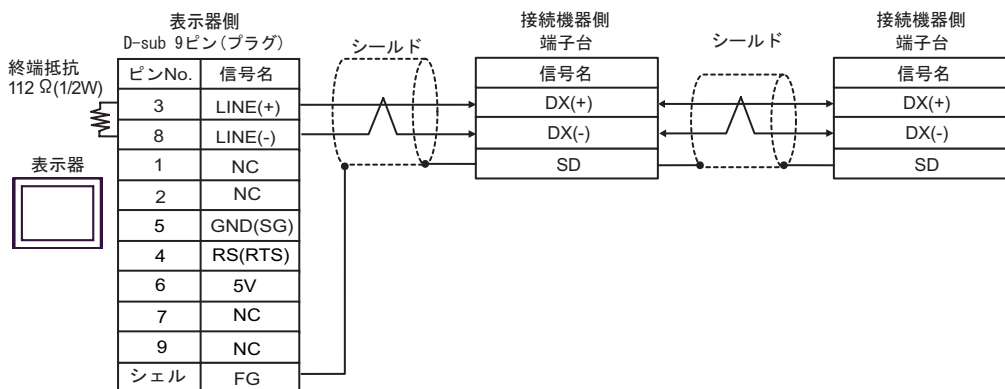 表示器側
D-sub 9ピン(プラグ)
シールド
接続機器側
端子台
シールド
接続機器側
端子台
終端抵抗
112 Ω(1/2W)
表示器
ピンNo. 信号名
3 LINE(+)
8 LINE(-)
1 NC
2 NC
5 GND(SG)
4 RS(RTS)
6 5V
7 NC
9 NC
シェル FG
信号名
DX(+)
DX(-)
SD
信号名
DX(+)
DX(-)
SD